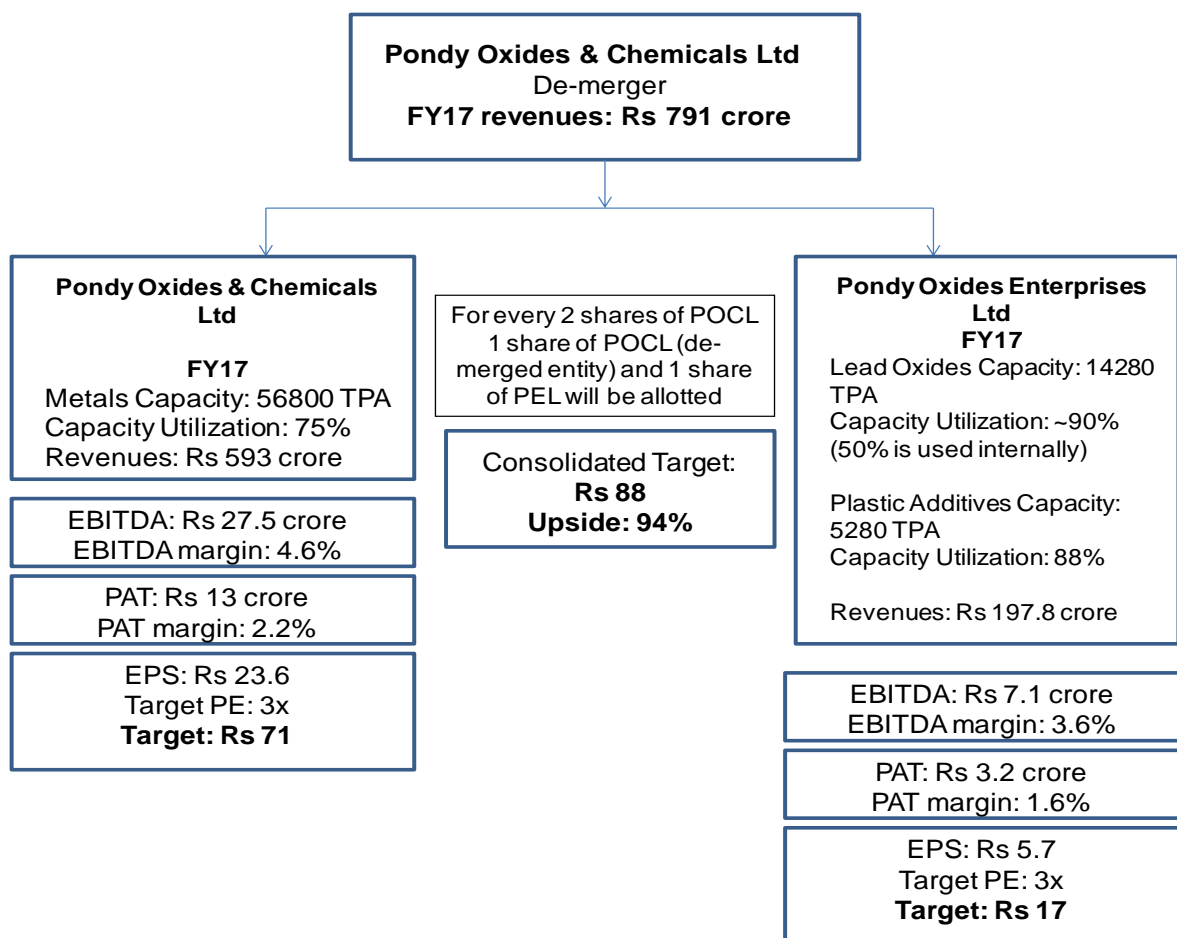 Pondy Oxides & Chemicals Ltd
De-merger
FY17 revenues: Rs 791 crore
Pondy Oxides & Chemicals
Ltd
FY17
Metals Capacity: 56800 TPA
Capacity Utilization: 75%
Revenues: Rs 593 crore
EBITDA: Rs 27.5 crore
EBITDA margin: 4.6%
PAT: Rs 13 crore
PAT margin: 2.2%
EPS: Rs 23.6
Target PE: 3x
Target: Rs 71
For every 2 shares of POCL
1 share of POCL (de-
merged entity) and 1 share
of PEL will be allotted
Consolidated Target:
Rs 88
Upside: 94%
Pondy Oxides Enterprises
Ltd
FY17
Lead Oxides Capacity: 14280
TPA
Capacity Utilization: ~90%
(50% is used internally)
Plastic Additives Capacity:
5280 TPA
Capacity Utilization: 88%
Revenues: Rs 197.8 crore
EBITDA: Rs 7.1 crore
EBITDA margin: 3.6%
PAT: Rs 3.2 crore
PAT margin: 1.6%
EPS: Rs 5.7
Target PE: 3x
Target: Rs 17